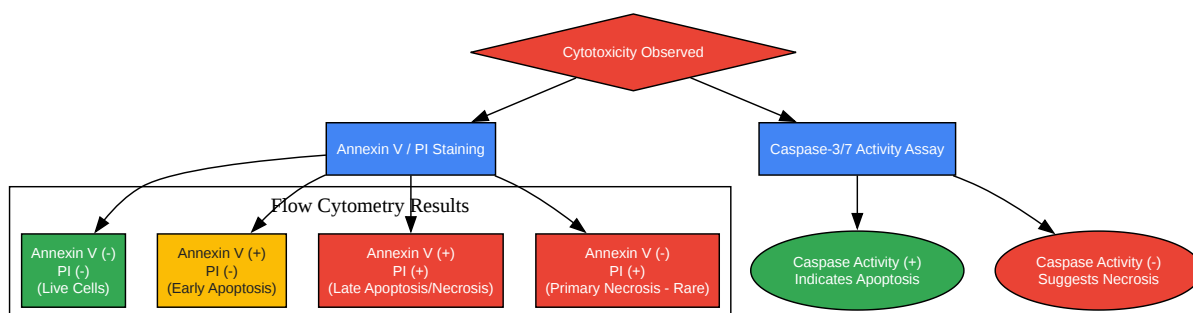 Cytotoxicity Observed
Annexin V / PI Staining
Caspase-3/7 Activity Assay
Flow Cytometry Results
Annexin V (-)
PI (-)
(Live Cells)
Annexin V (+)
PI (-)
(Early Apoptosis)
Annexin V (+)
PI (+)
(Late Apoptosis/Necrosis)
Annexin V (-)
PI (+)
(Primary Necrosis - Rare)
Caspase Activity (+)
Indicates Apoptosis
Caspase Activity (-)
Suggests Necrosis